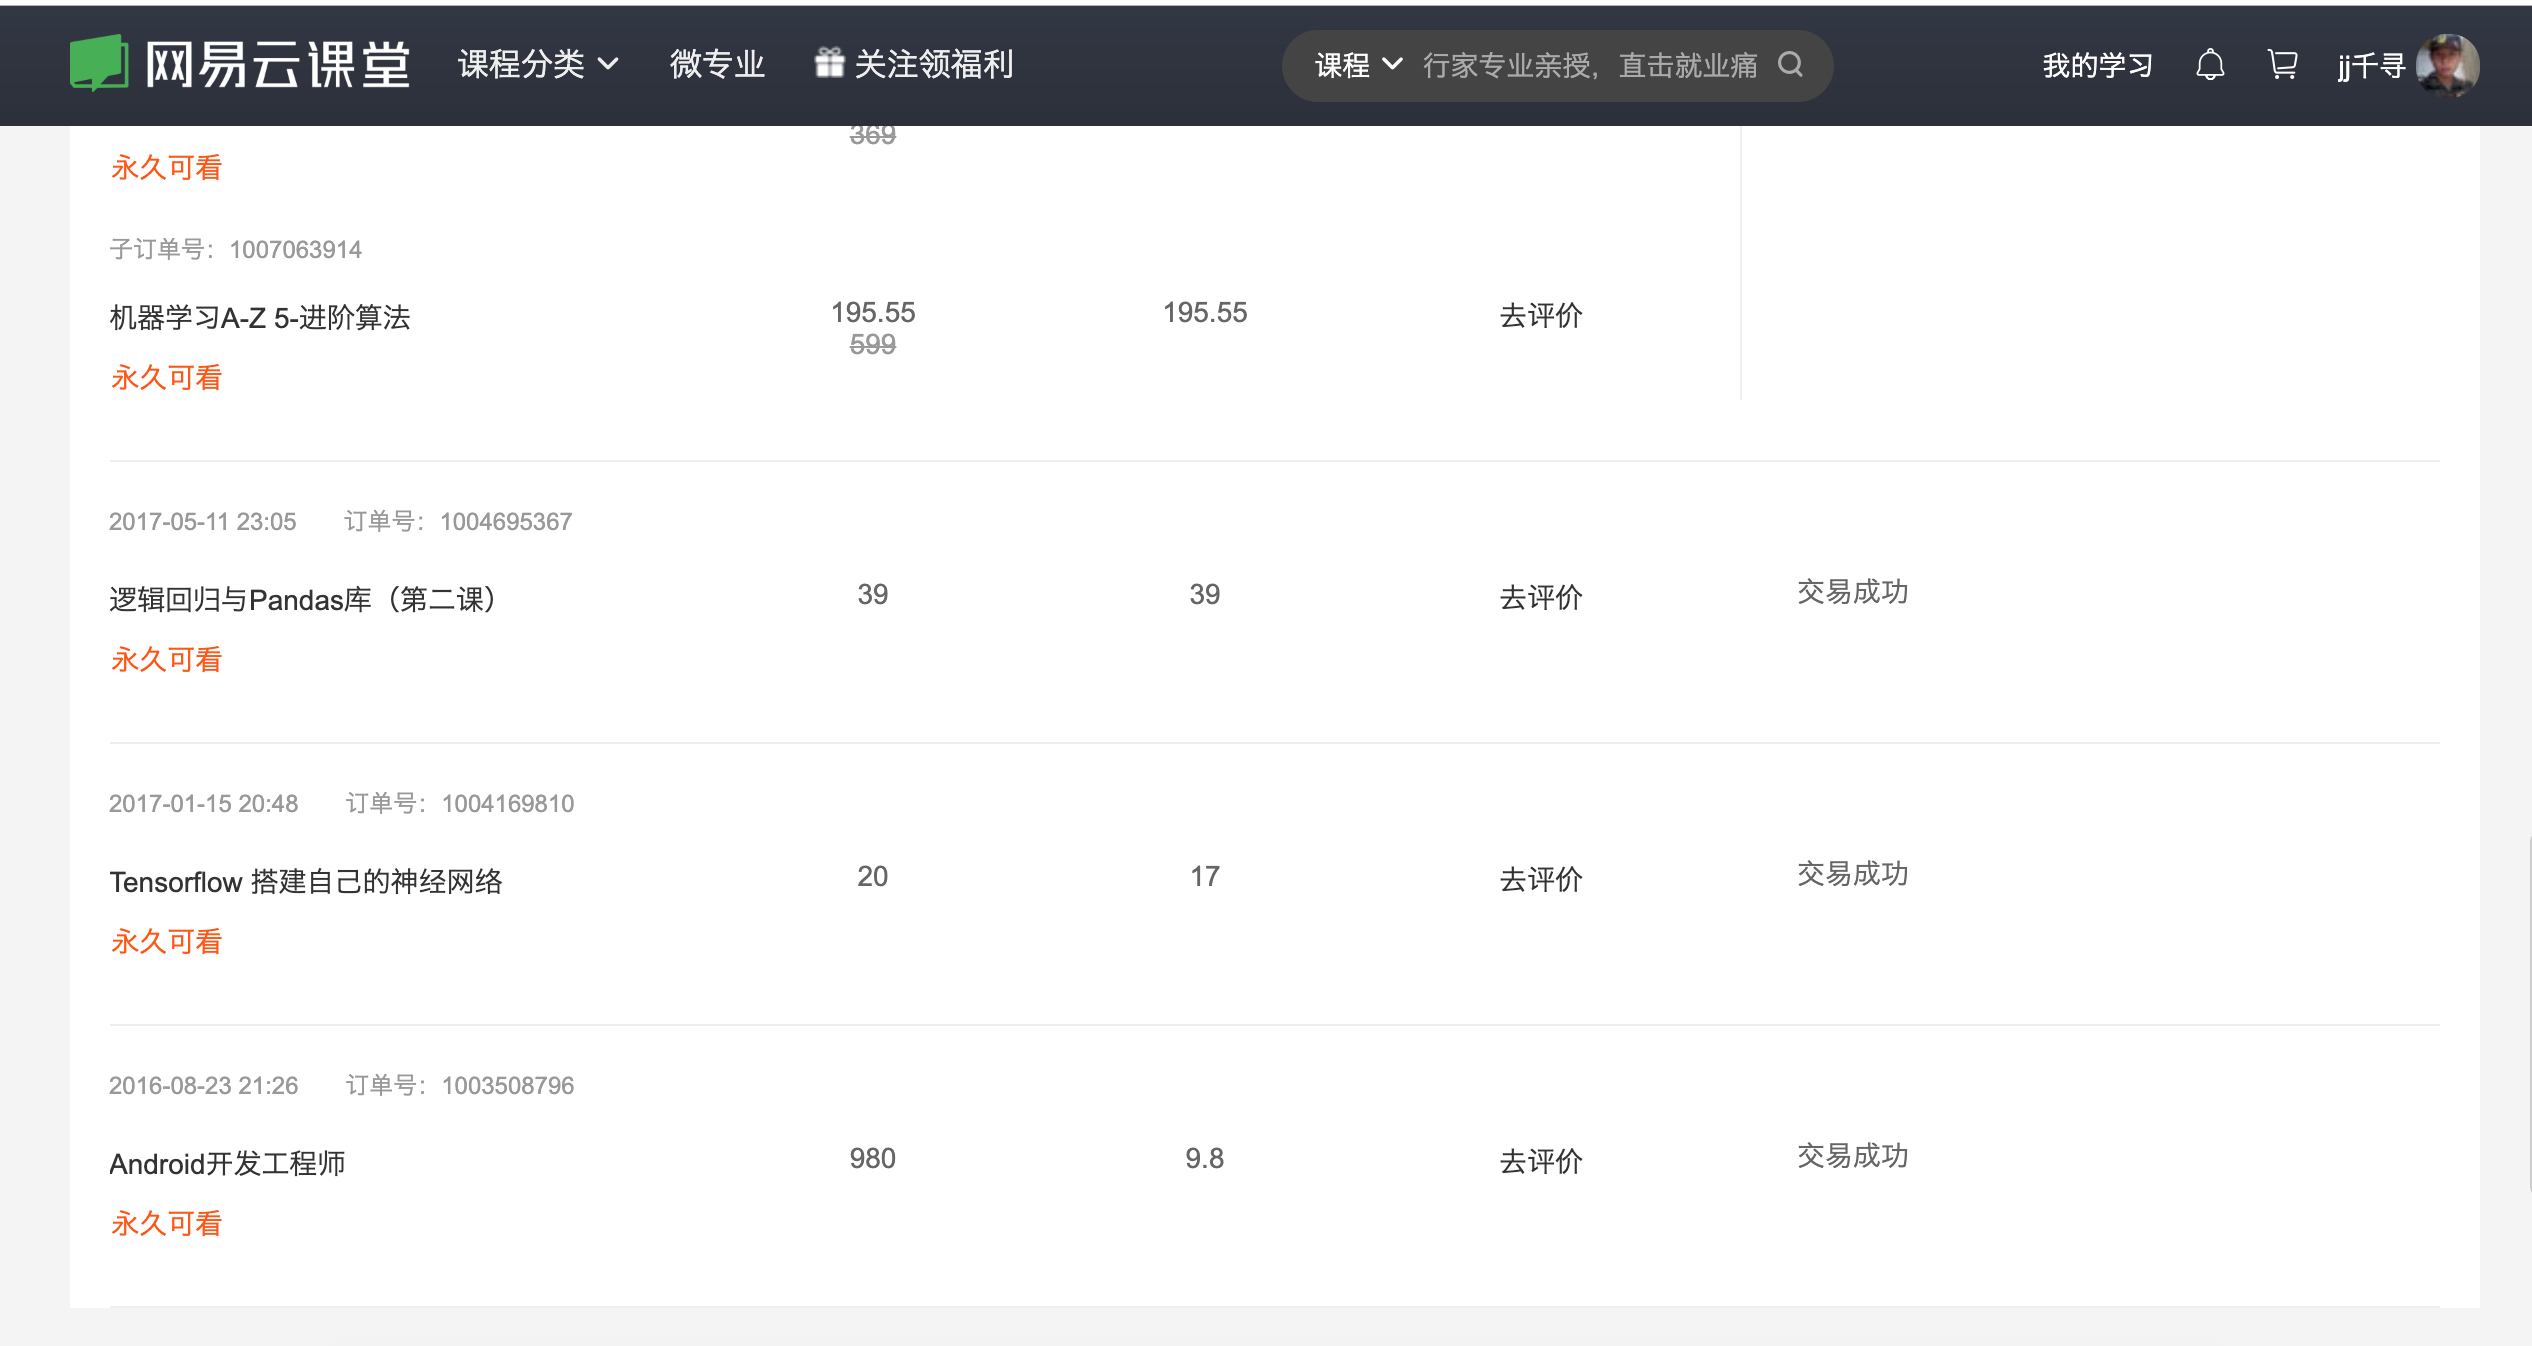 网易云课堂 课程分类 微专业 关注领福利 课程 行家专业亲授，直击就业痛 我的学习 jj千寻
369
永久可看
子订单号：1007063914
机器学习A-Z 5-进阶算法 195.55 195.55 去评价
599
永久可看
2017-05-11 23:05 订单号：1004695367
逻辑回归与Pandas库（第二课） 39 39 去评价 交易成功
永久可看
2017-01-15 20:48 订单号：1004169810
Tensorflow 搭建自己的神经网络 20 17 去评价 交易成功
永久可看
2016-08-23 21:26 订单号：1003508796
Android开发工程师 980 9.8 去评价 交易成功
永久可看